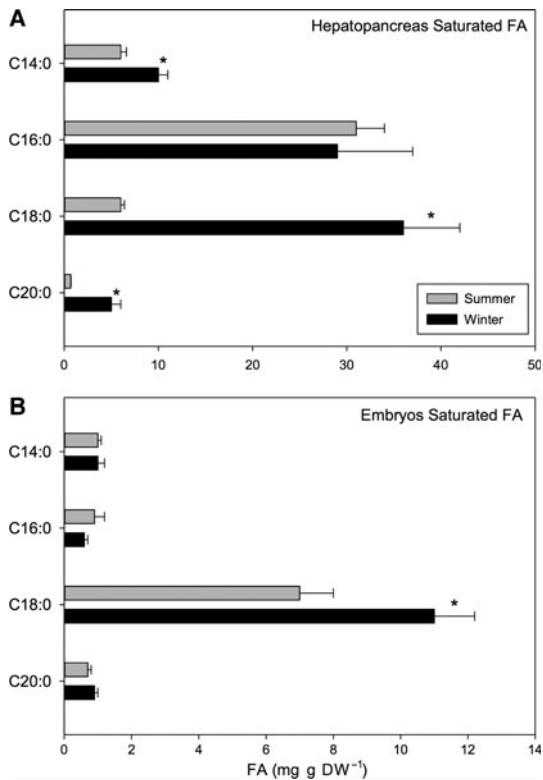 A
Hepatopancreas Saturated FA
C14:0
*
C16:0
C18:0
*
C20:0
*
Summer
Winter
0 10 20 30 40 50
B
Embryos Saturated FA
C14:0
C16:0
C18:0
*
C20:0
0 2 4 6 8 10 12 14
FA (mg g DW⁻¹)